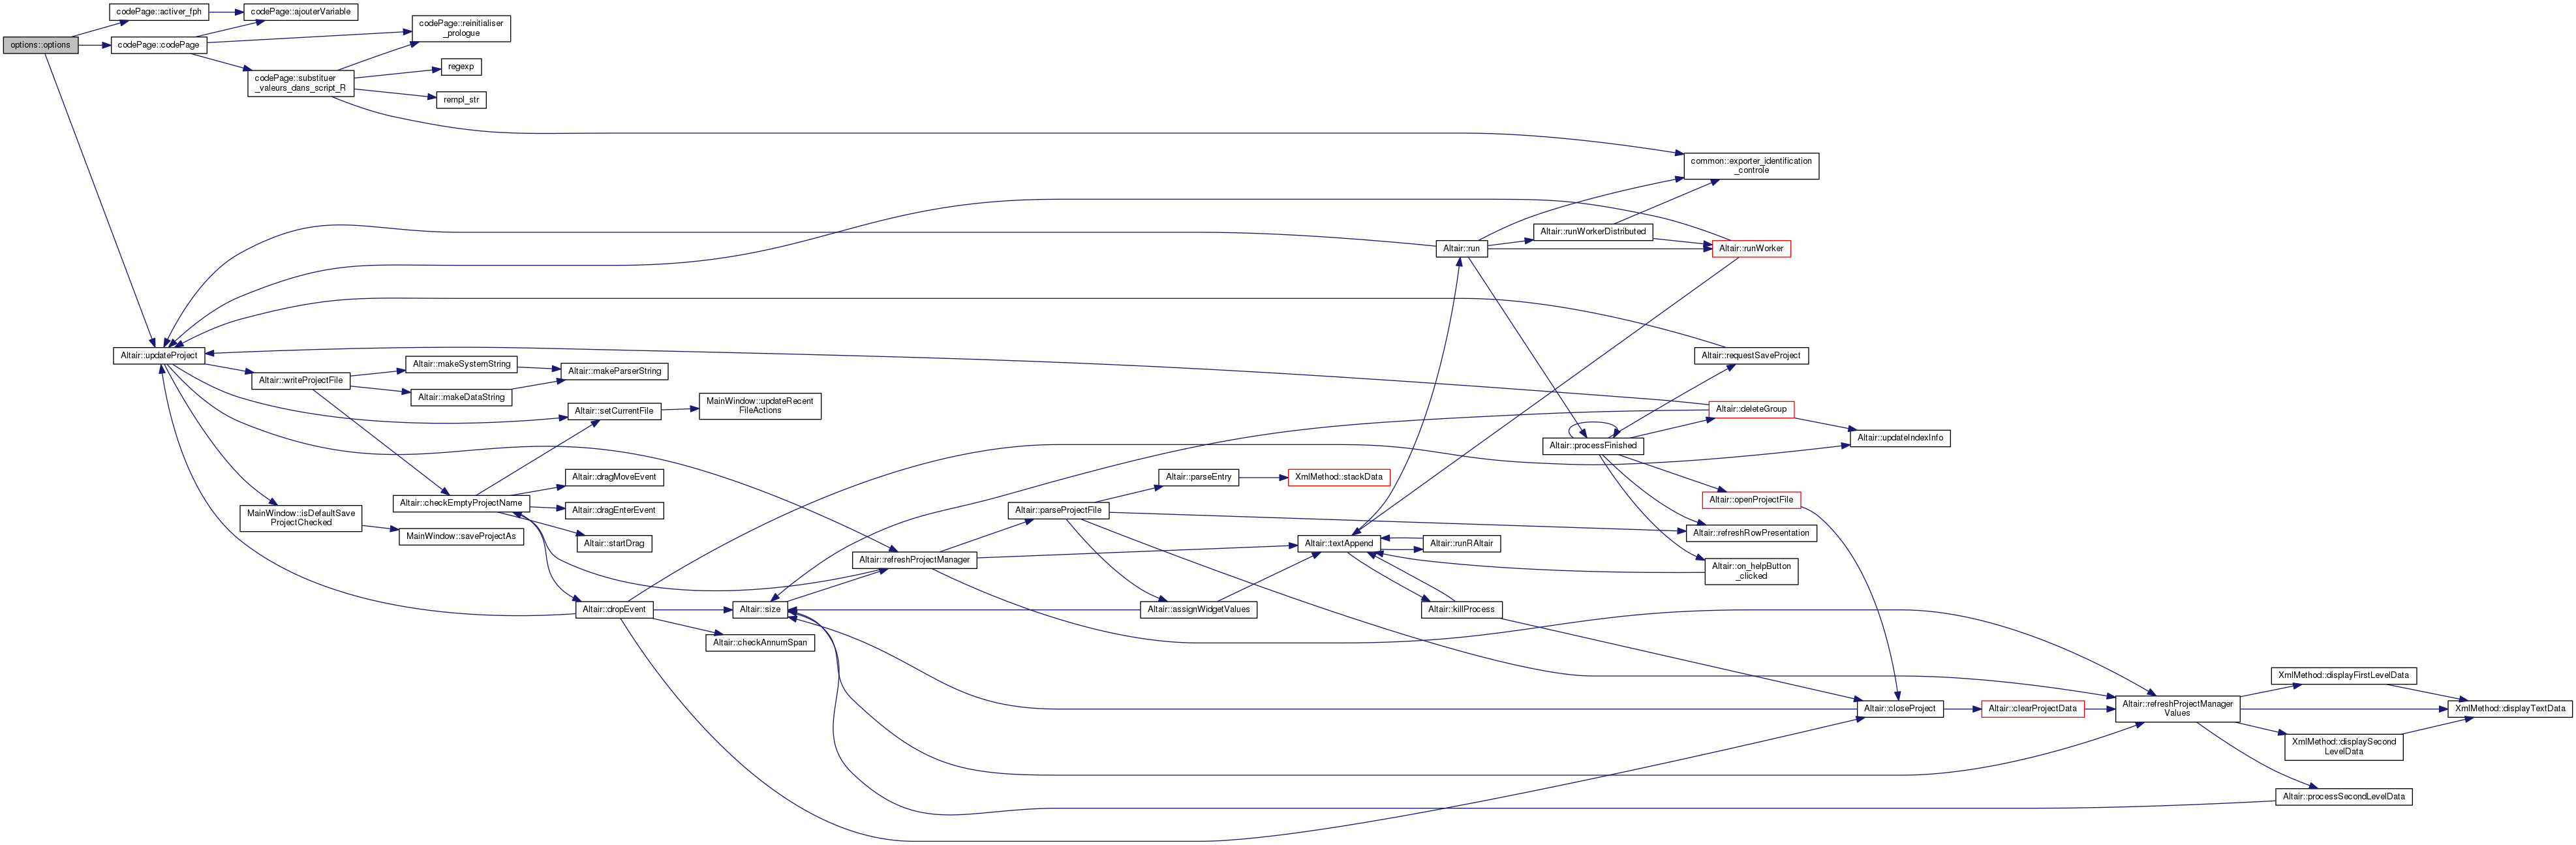 options::options
codePage::activer_fph
codePage::ajouterVariable
codePage::codePage
codePage::reinitialiser
_prologue
codePage::substituer
_valeurs_dans_script_R
regexp
rempl_str
common::exporter_identification
_controle
Altair::run
Altair::runWorkerDistributed
Altair::runWorker
Altair::updateProject
Altair::requestSaveProject
Altair::writeProjectFile
Altair::makeSystemString
Altair::makeParserString
Altair::makeDataString
Altair::setCurrentFile
MainWindow::updateRecent
FileActions
Altair::deleteGroup
Altair::updateIndexInfo
Altair::processFinished
Altair::dragMoveEvent
Altair::parseEntry
XmlMethod::stackData
Altair::checkEmptyProjectName
Altair::openProjectFile
MainWindow::isDefaultSave
ProjectChecked
Altair::dragEnterEvent
Altair::parseProjectFile
MainWindow::saveProjectAs
Altair::refreshRowPresentation
Altair::startDrag
Altair::textAppend
Altair::runRAltair
Altair::refreshProjectManager
Altair::on_helpButton
_clicked
Altair::dropEvent
Altair::size
Altair::assignWidgetValues
Altair::killProcess
Altair::checkAnnumSpan
XmlMethod::displayFirstLevelData
Altair::closeProject
Altair::clearProjectData
Altair::refreshProjectManager
Values
XmlMethod::displayTextData
XmlMethod::displaySecond
LevelData
Altair::processSecondLevelData